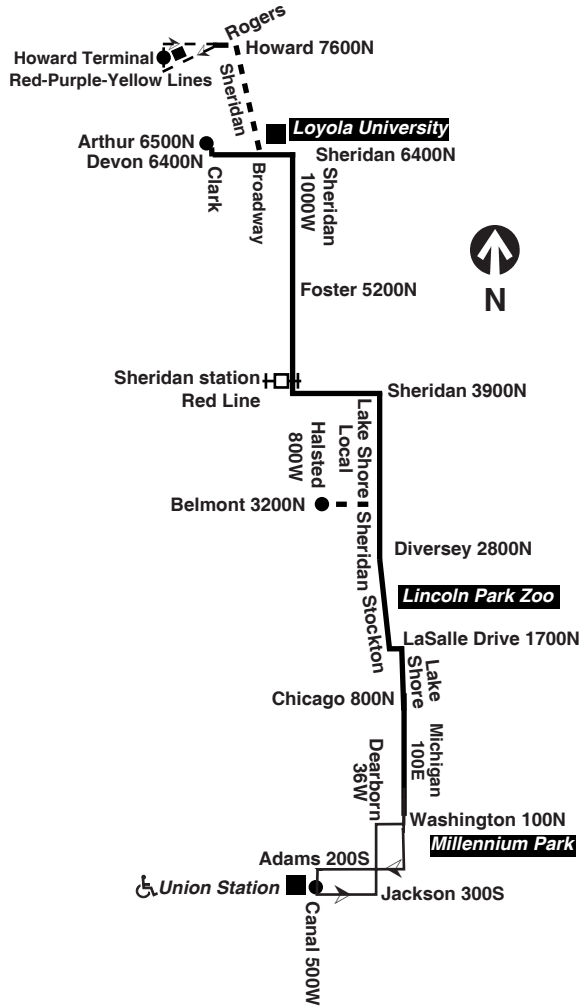 Rogers
Howard 7600N
Howard Terminal
Red-Purple-Yellow Lines
Sheridan
Loyola University
Arthur 6500N
Devon 6400N
Sheridan 6400N
Clark
Broadway
Sheridan
1000W
N
Foster 5200N
Sheridan station
Red Line
Sheridan 3900N
Lake Shore
Local
Halsted
800W
Belmont 3200N
Sheridan
Diversey 2800N
Stockton
Lincoln Park Zoo
LaSalle Drive 1700N
Lake
Shore
Chicago 800N
Michigan
100E
Dearborn
36W
Washington 100N
Millennium Park
Adams 200S
Union Station
Jackson 300S
Canal 500W